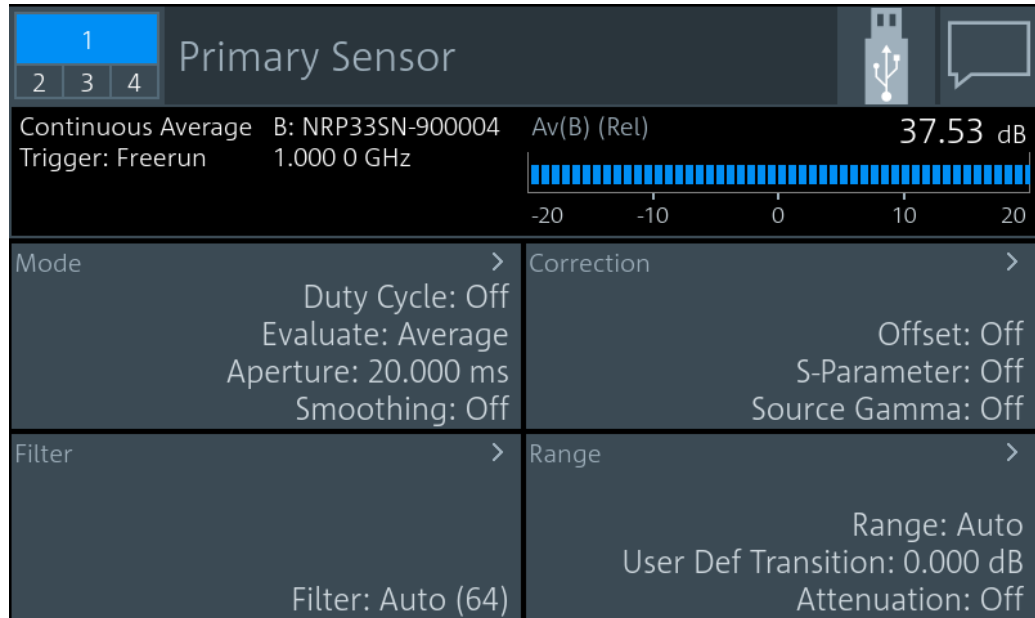 1
2 3 4
Primary Sensor
Continuous Average
Trigger: Freerun
B: NRP33SN-900004
1.000 0 GHz
Av(B) (Rel)
37.53 dB
-20 -10 0 10 20
Mode >
Duty Cycle: Off
Evaluate: Average
Aperture: 20.000 ms
Smoothing: Off
Correction >
Offset: Off
S-Parameter: Off
Source Gamma: Off
Filter >
Filter: Auto (64)
Range >
Range: Auto
User Def Transition: 0.000 dB
Attenuation: Off